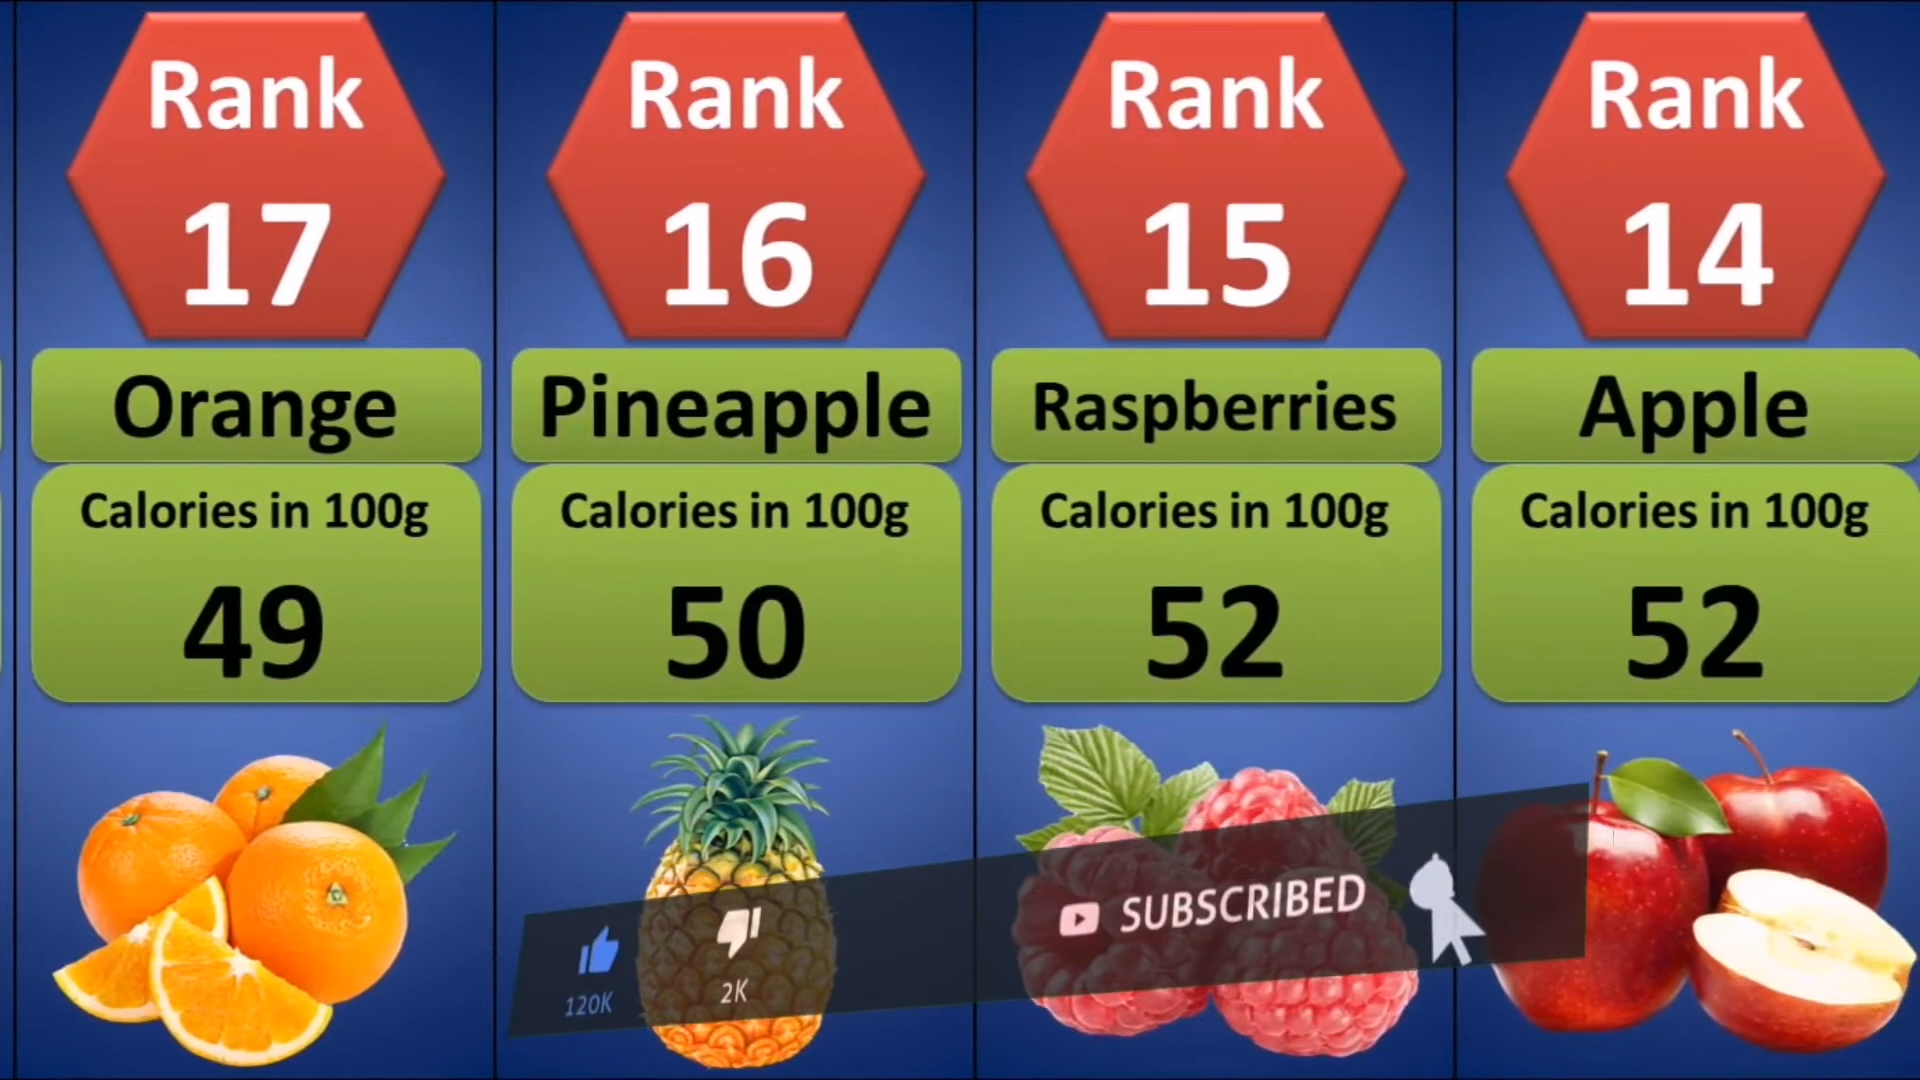 Rank
17
Orange
Calories in 100g
49
Rank
16
Pineapple
Calories in 100g
50
Rank
15
Raspberries
Calories in 100g
52
Rank
14
Apple
Calories in 100g
52
120K
2K
SUBSCRIBED